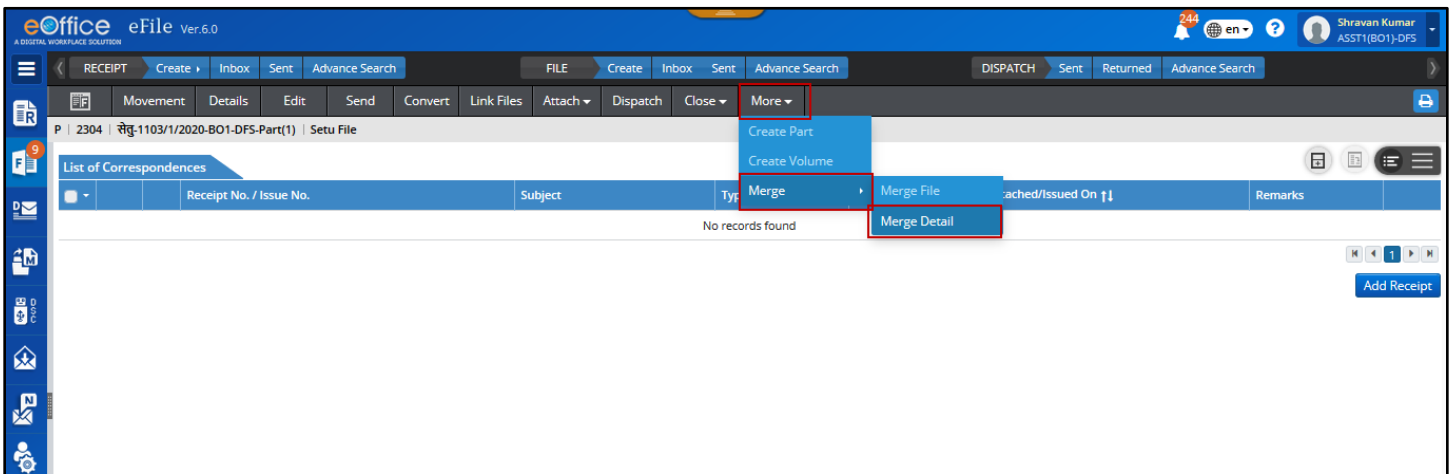 eOffice eFile Ver.6.0
A DIGITAL WORKPLACE SOLUTION
244 en ? Shravan Kumar
ASST1(BO1)-DFS
RECEIPT Create Inbox Sent Advance Search FILE Create Inbox Sent Advance Search DISPATCH Sent Returned Advance Search
Movement Details Edit Send Convert Link Files Attach Dispatch Close More
P | 2304 | सेतु-1103/1/2020-BO1-DFS-Part(1) | Setu File
Create Part
Create Volume
9
List of Correspondences
Receipt No. / Issue No. Subject Typ Merge Merge File ached/Issued On Remarks
Merge Detail
No records found
1
Add Receipt
DSC